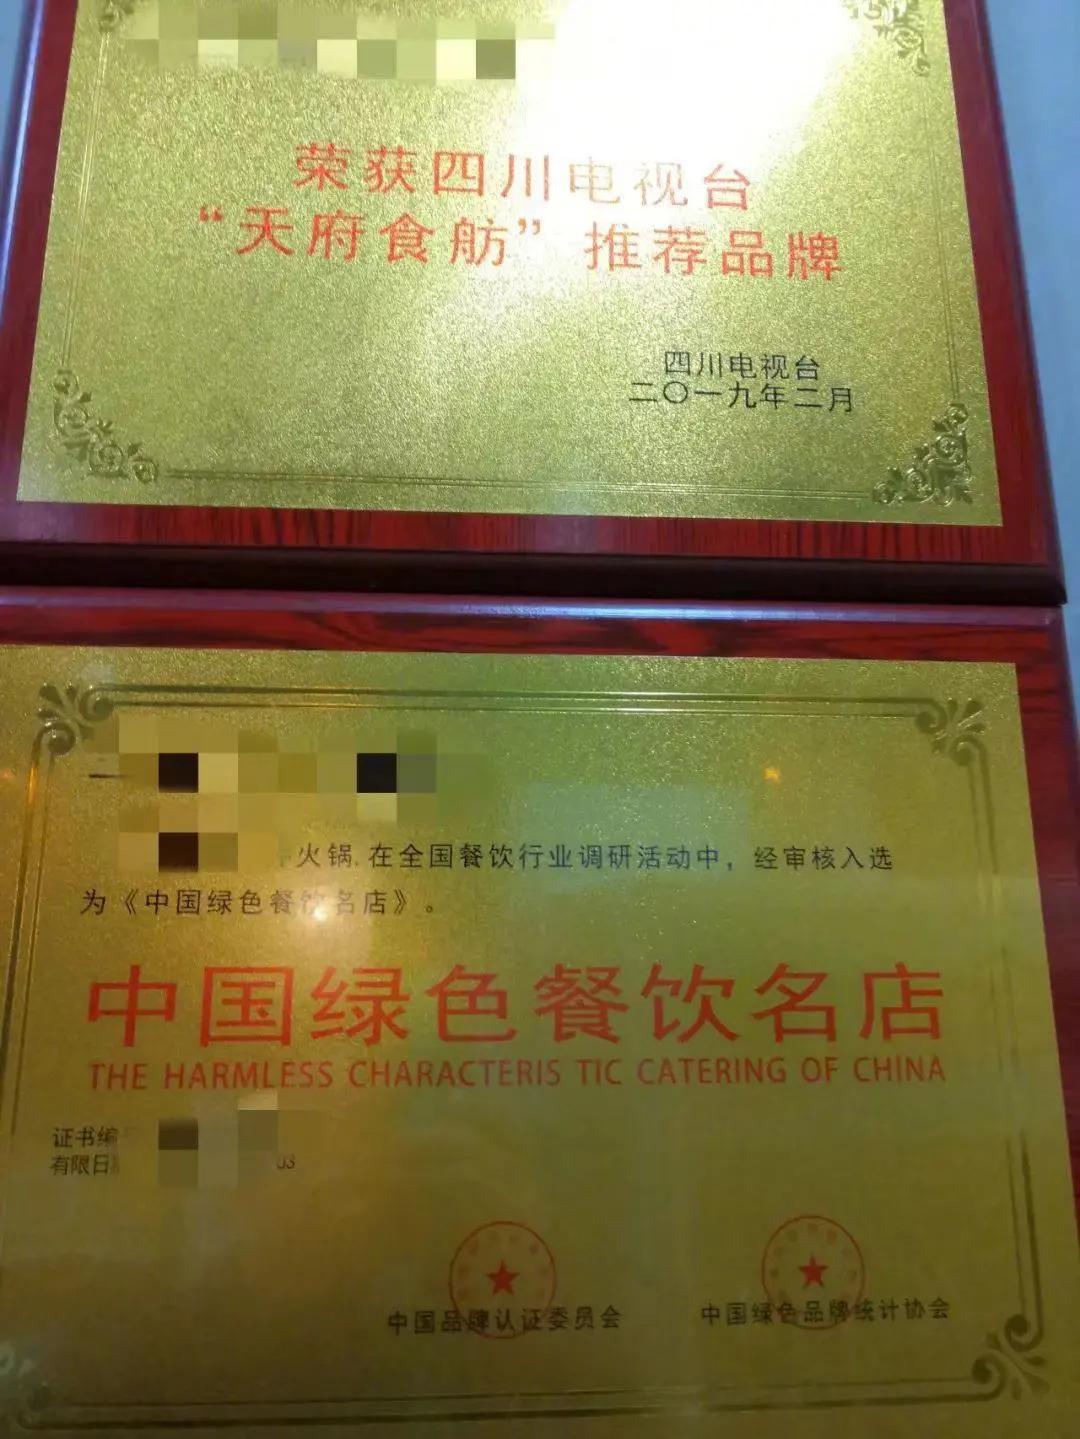 荣获四川电视台
“天府食舫”推荐品牌
四川电视台
二〇一九年二月
火锅,在全国餐饮行业调研活动中，经审核入选
为《中国绿色餐饮名店》。
中国绿色餐饮名店
THE HARMLESS CHARACTERIS TIC CATERING OF CHINA
证书编
有限日 03
中国品牌认证委员会 中国绿色品牌统计协会